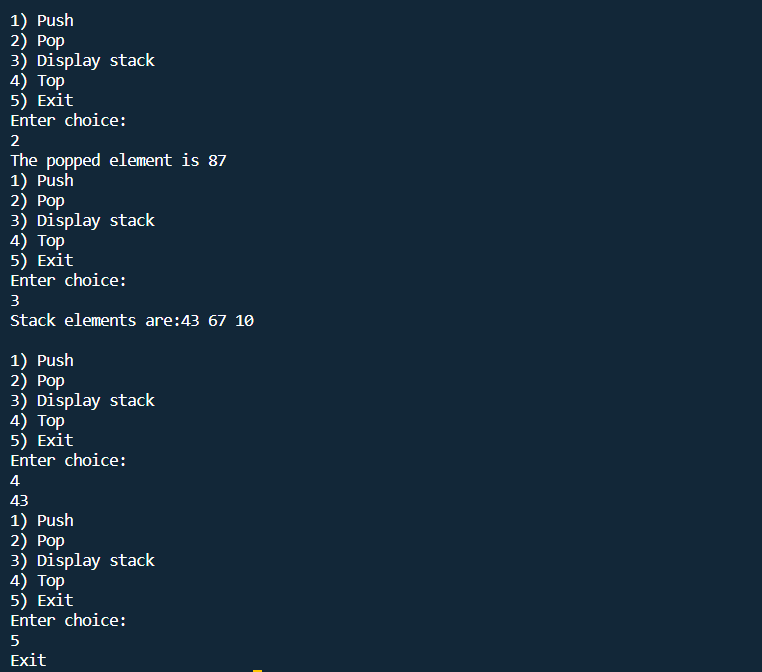 1) Push
2) Pop
3) Display stack
4) Top
5) Exit
Enter choice:
2
The popped element is 87
1) Push
2) Pop
3) Display stack
4) Top
5) Exit
Enter choice:
3
Stack elements are:43 67 10
1) Push
2) Pop
3) Display stack
4) Top
5) Exit
Enter choice:
4
43
1) Push
2) Pop
3) Display stack
4) Top
5) Exit
Enter choice:
5
Exit